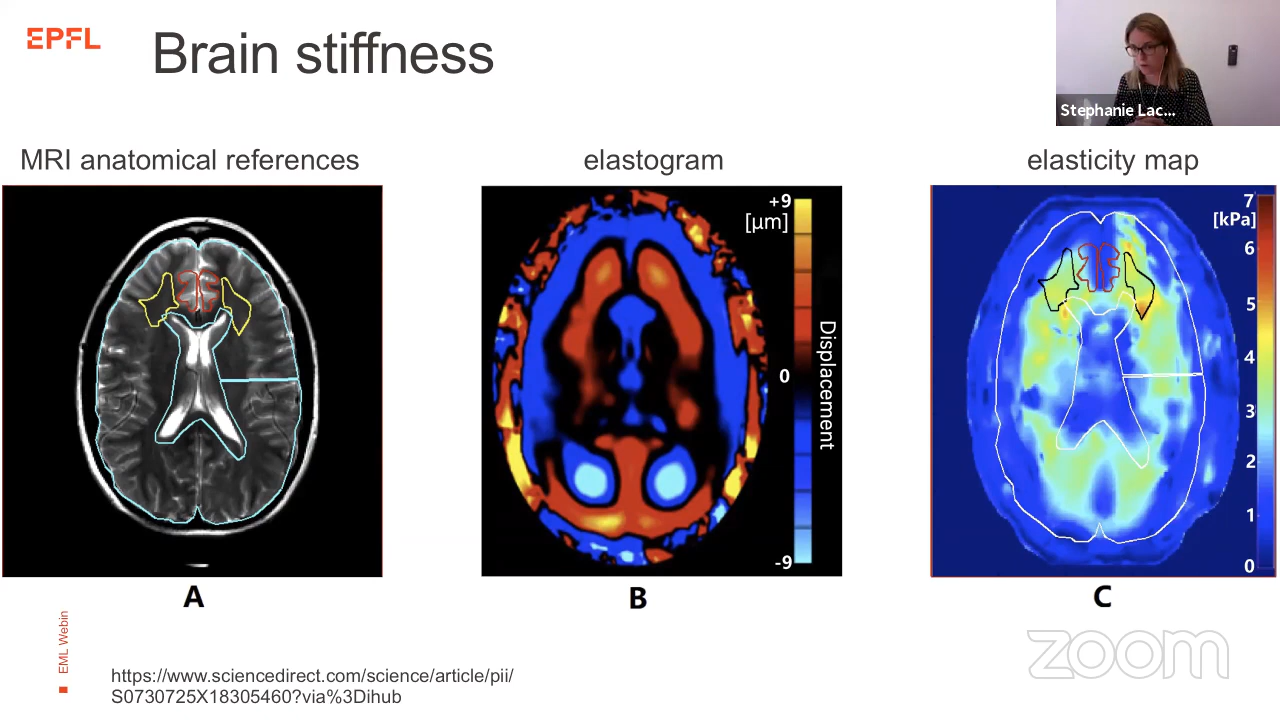 EPFL
Brain stiffness
Stephanie Lac...
MRI anatomical references
elastogram
elasticity map
+9
[µm]
0
-9
Displacement
7
[kPa]
6
5
4
3
2
1
0
A
B
C
EML Webin
zoom
https://www.sciencedirect.com/science/article/pii/
S0730725X18305460?via%3Dihub